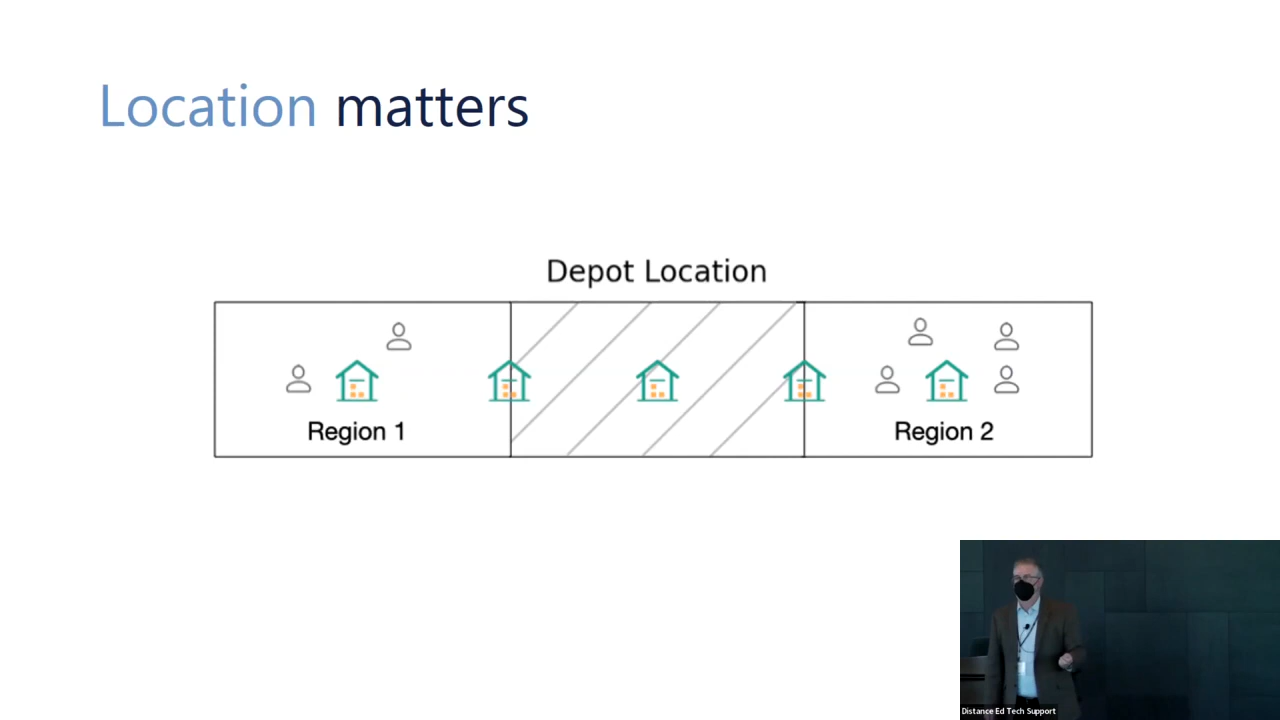 Location matters
Depot Location
Region 1
Region 2
Distance Ed Tech Support